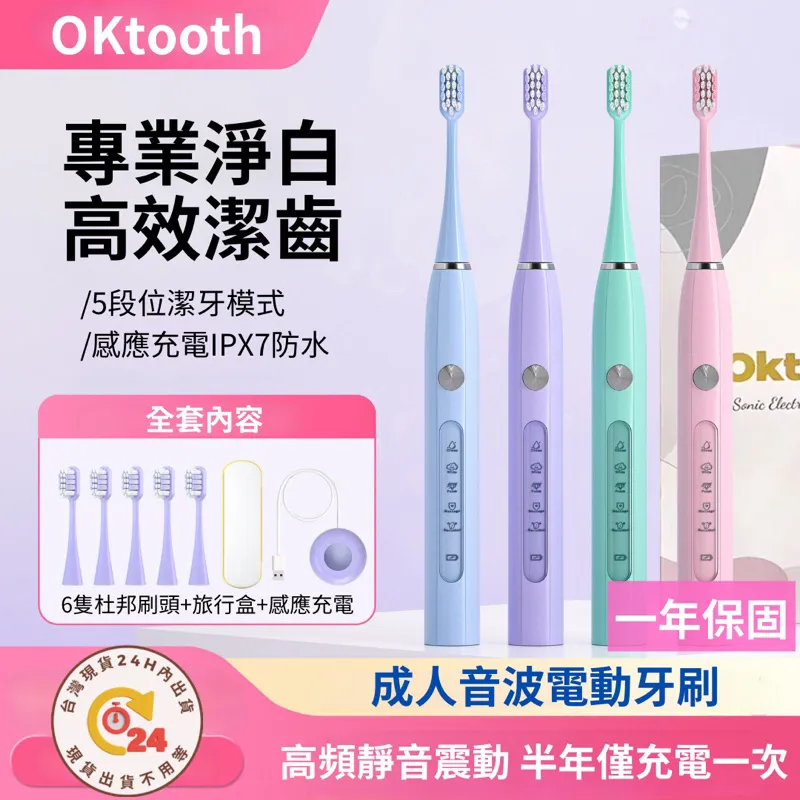 OKtooth
專業淨白
高效潔齒
/5段位潔牙模式
/感應充電IPX7防水
全套內容
6隻杜邦刷頭+旅行盒+感應充電
Okt
Sonic Electr
一年保固
台灣現貨24H內出貨
24
現貨出貨不用等
成人音波電動牙刷
高頻靜音震動 半年僅充電一次